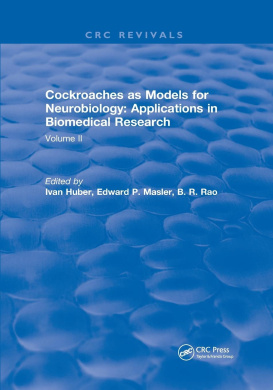 CRC REVIVALS
Cockroaches as Models for
Neurobiology: Applications in
Biomedical Research
Volume II
Edited by
Ivan Huber, Edward P. Masler, B. R. Rao
CRC Press
Taylor & Francis Group